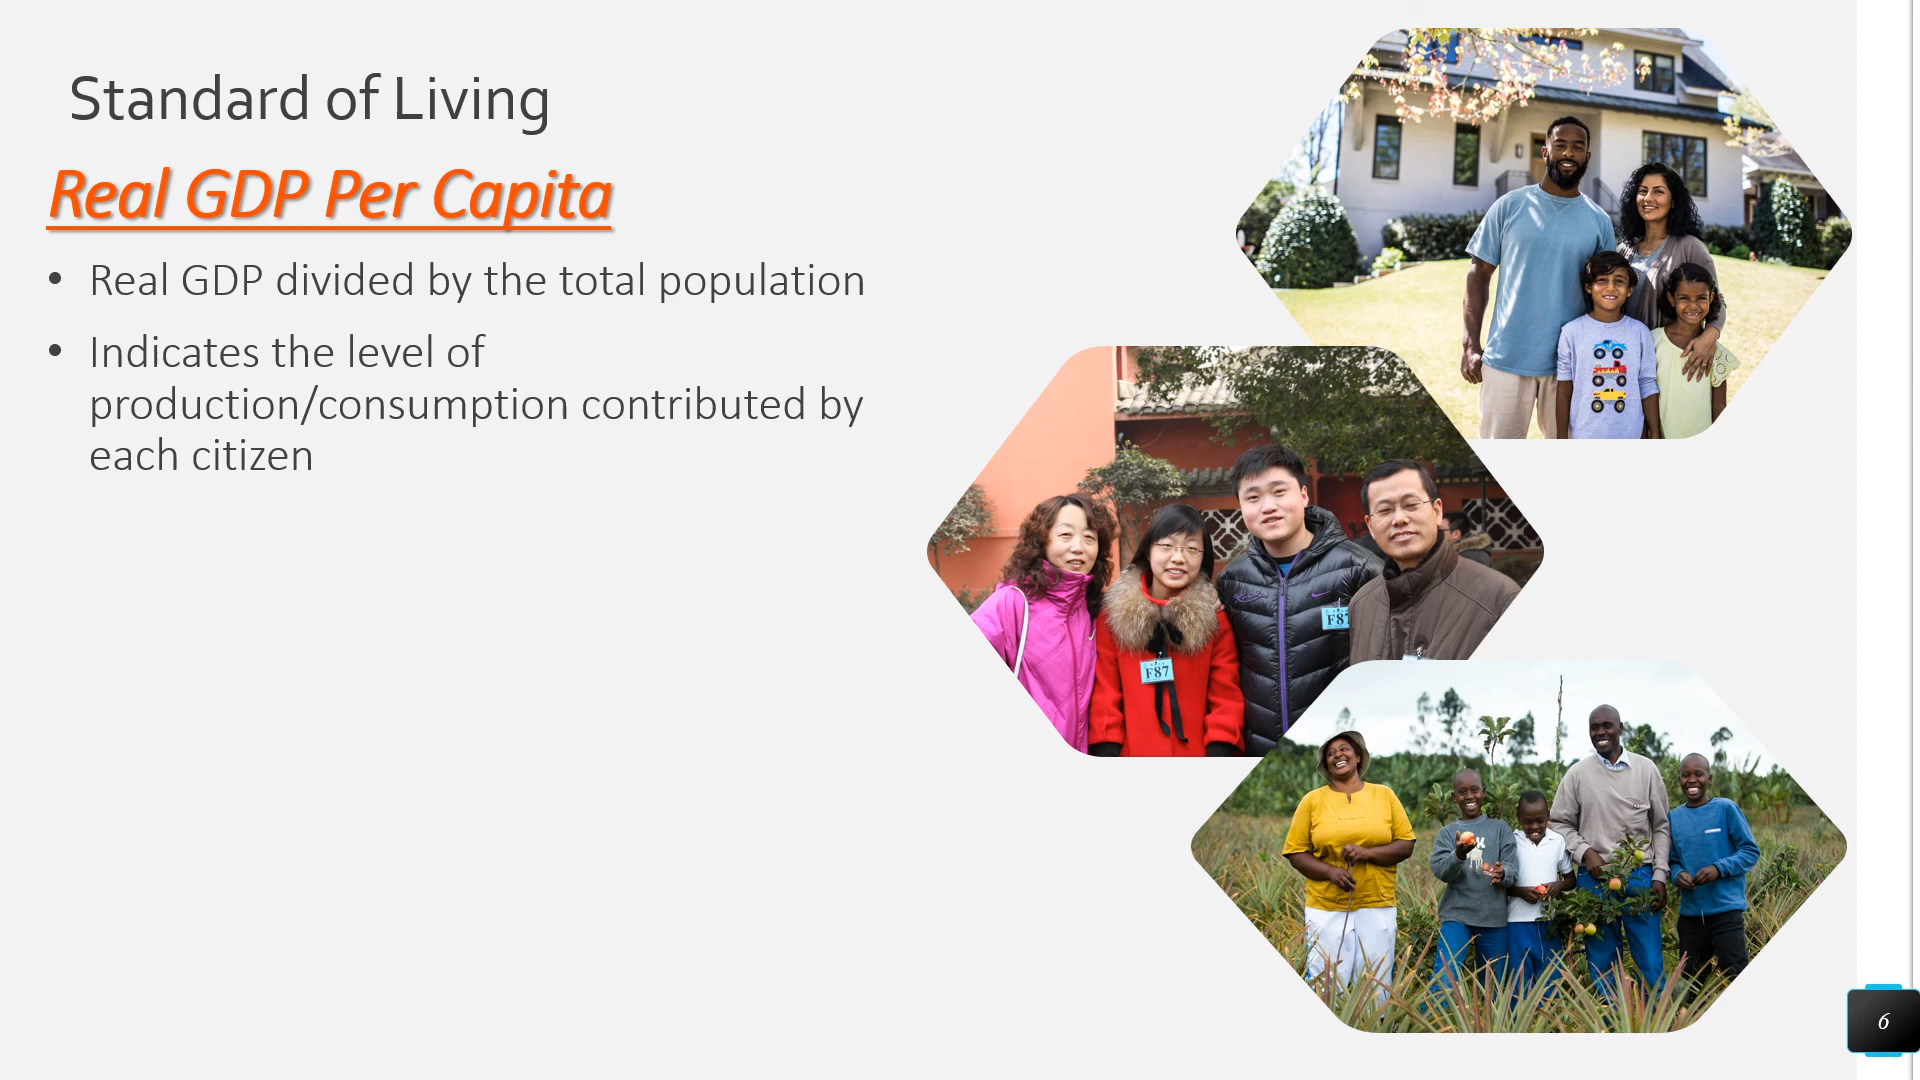 Standard of Living
Real GDP Per Capita
• Real GDP divided by the total population
• Indicates the level of
production/consumption contributed by
each citizen
F87
F87
6